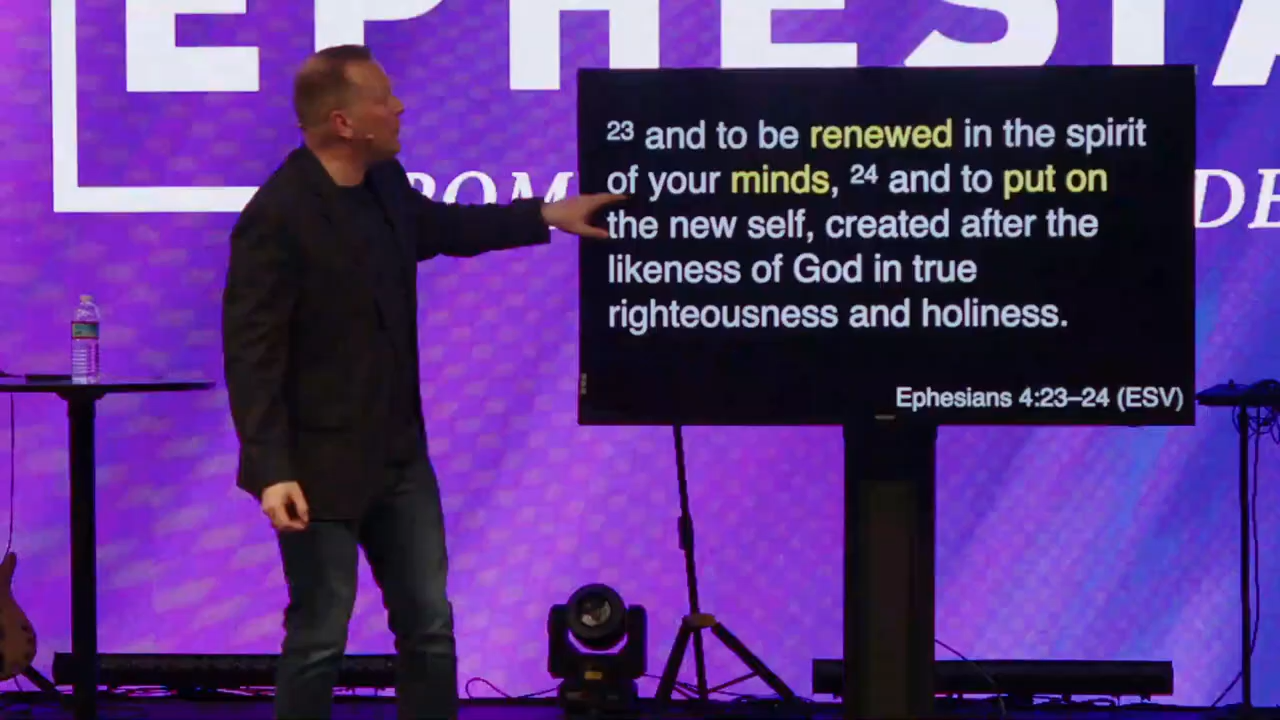 EPHESIA
²³ and to be renewed in the spirit
of your minds, ²⁴ and to put on
the new self, created after the
likeness of God in true
righteousness and holiness.
Ephesians 4:23–24 (ESV)